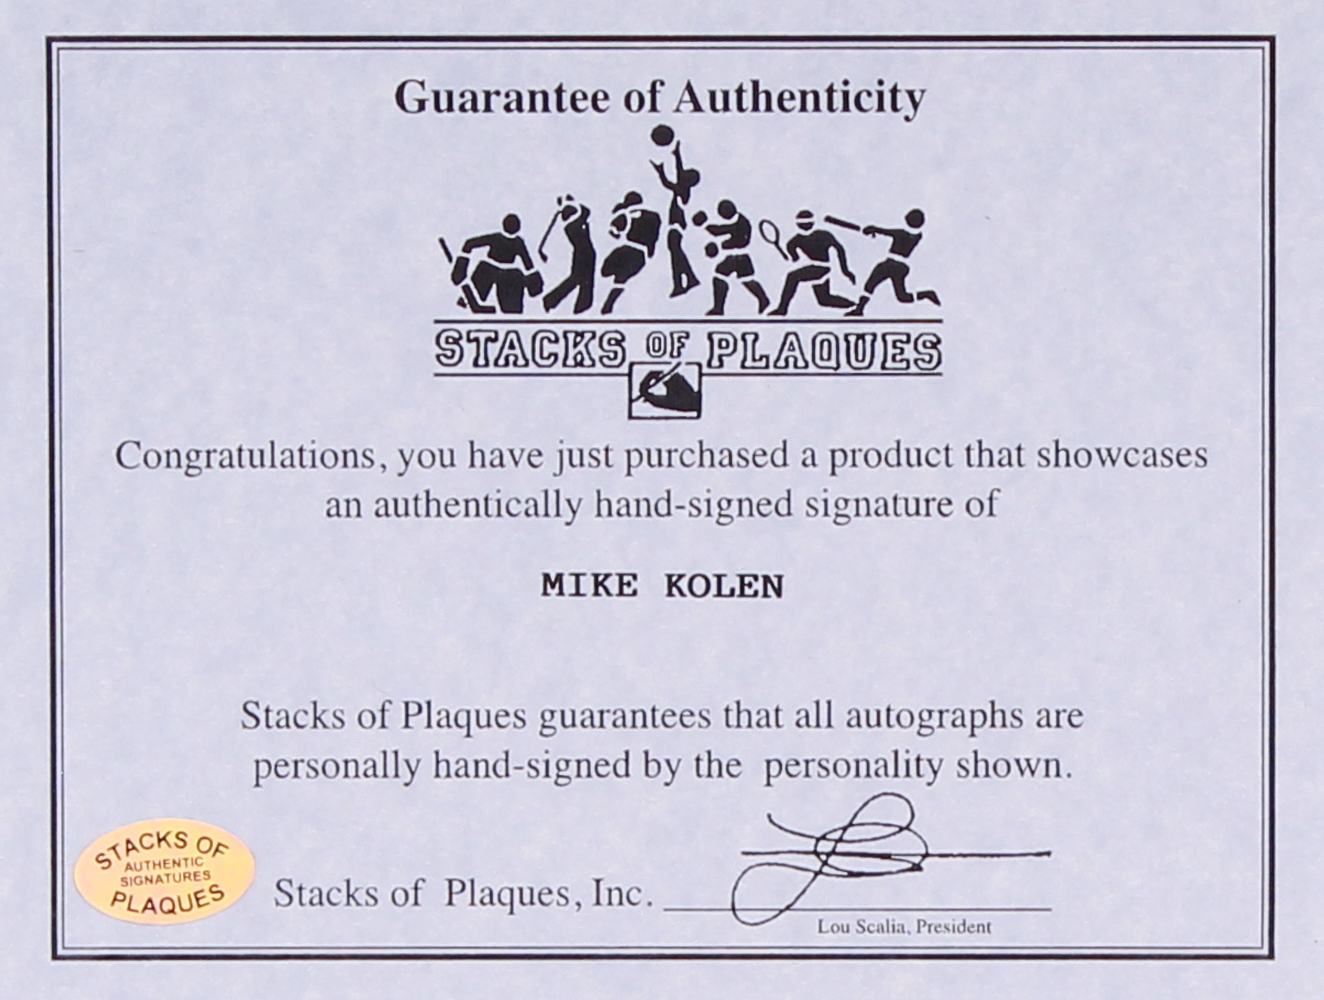 Guarantee of Authenticity
STACKS OF PLAQUES
Congratulations, you have just purchased a product that showcases
an authentically hand-signed signature of
MIKE KOLEN
Stacks of Plaques guarantees that all autographs are
personally hand-signed by the personality shown.
STACKS OF
AUTHENTIC
SIGNATURES
PLAQUES
Stacks of Plaques, Inc.
Lou Scalia, President